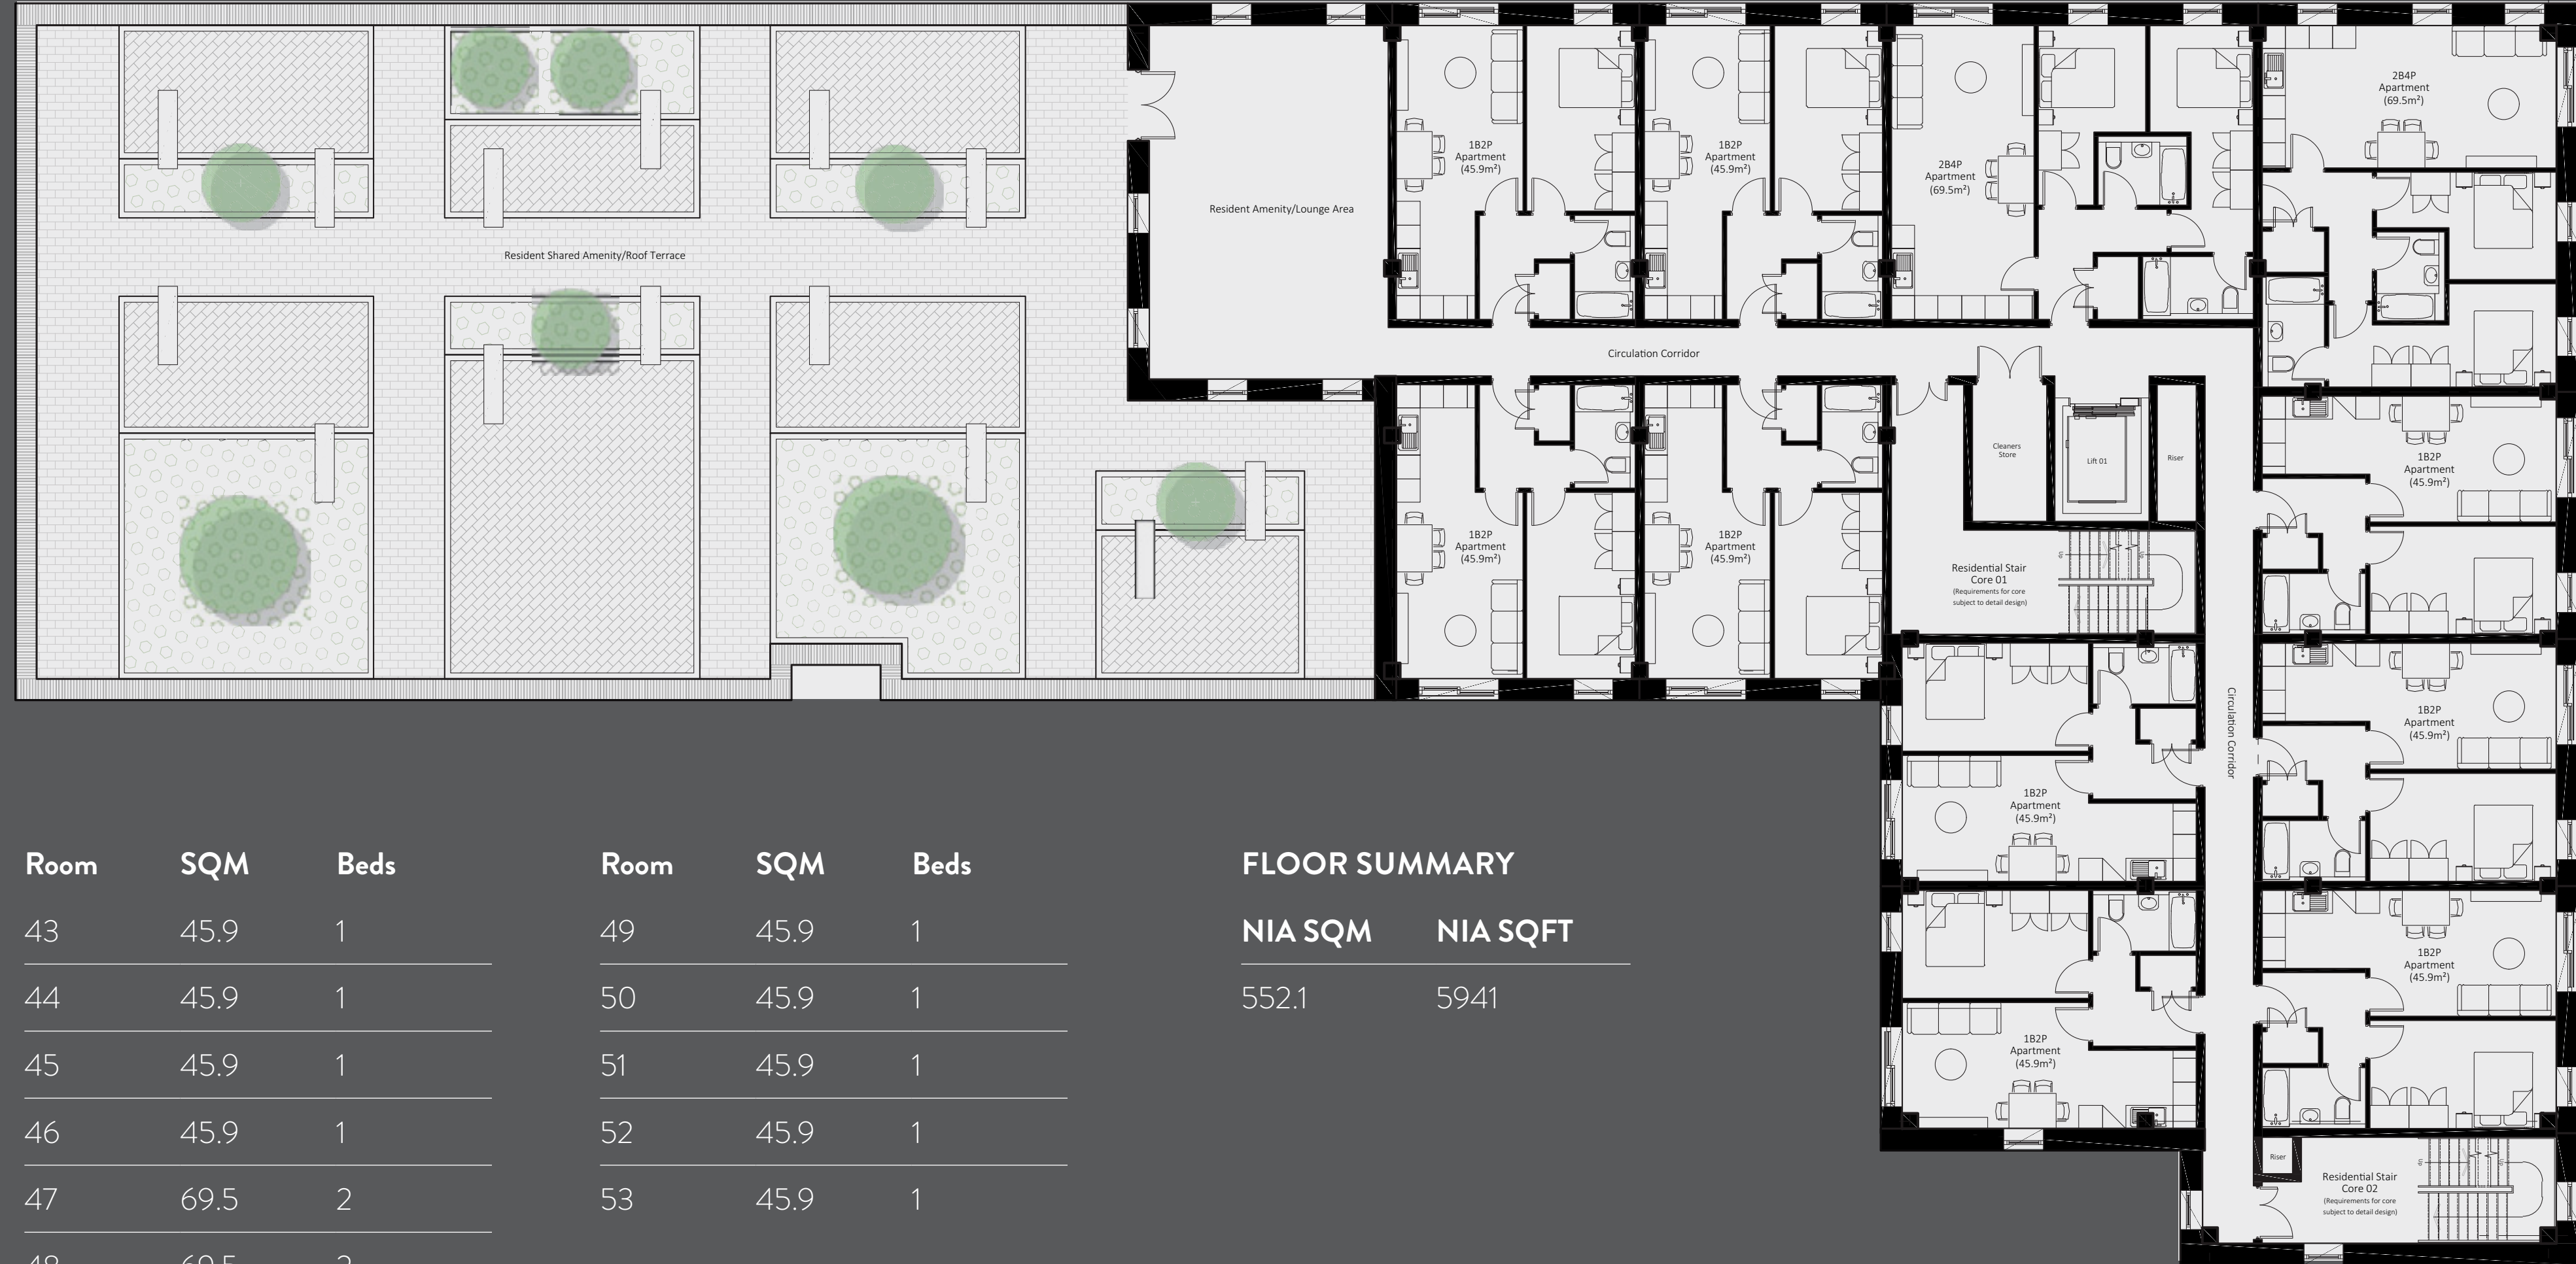 Resident Shared Amenity/Roof Terrace
Resident Amenity/Lounge Area
1B2P
Apartment
(45.9m²)
1B2P
Apartment
(45.9m²)
2B4P
Apartment
(69.5m²)
2B4P
Apartment
(69.5m²)
Circulation Corridor
1B2P
Apartment
(45.9m²)
1B2P
Apartment
(45.9m²)
Cleaners
Store
Lift 01
Riser
Residential Stair
Core 01
(Requirements for core
subject to detail design)
1B2P
Apartment
(45.9m²)
1B2P
Apartment
(45.9m²)
Circulation Corridor
1B2P
Apartment
(45.9m²)
1B2P
Apartment
(45.9m²)
1B2P
Apartment
(45.9m²)
Riser
Residential Stair
Core 02
(Requirements for core
subject to detail design)
Room SQM Beds
43 45.9 1
44 45.9 1
45 45.9 1
46 45.9 1
47 69.5 2
48 69.5 2
Room SQM Beds
49 45.9 1
50 45.9 1
51 45.9 1
52 45.9 1
53 45.9 1
FLOOR SUMMARY
NIA SQM NIA SQFT
552.1 5941